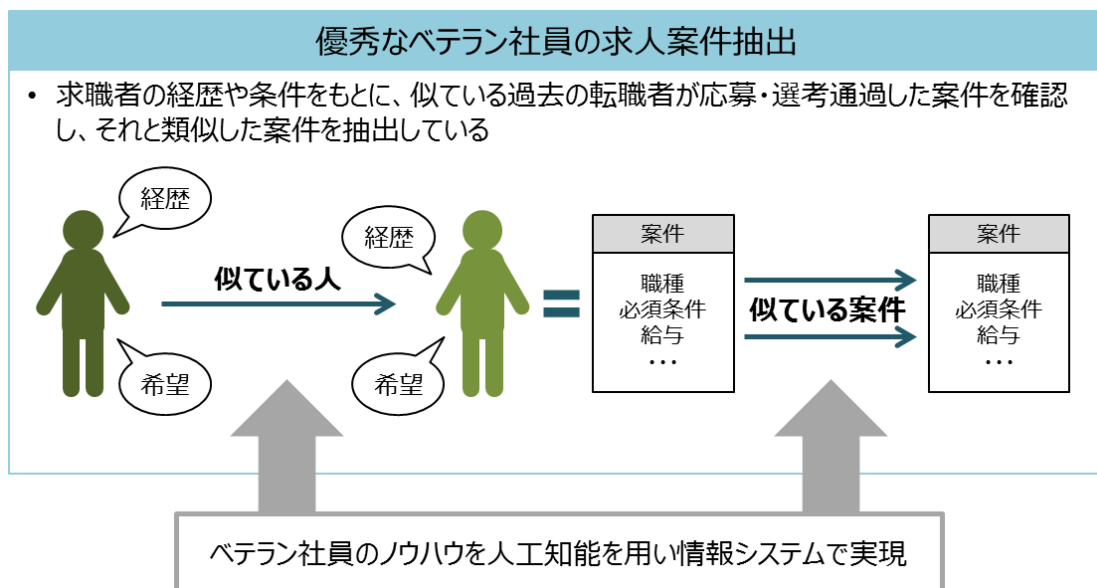 優秀なベテラン社員の求人案件抽出
• 求職者の経歴や条件をもとに、似ている過去の転職者が応募・選考通過した案件を確認
し、それと類似した案件を抽出している
経歴
希望
似ている人
経歴
希望
案件
職種
必須条件
給与
・・・
似ている案件
案件
職種
必須条件
給与
・・・
ベテラン社員のノウハウを人工知能を用い情報システムで実現